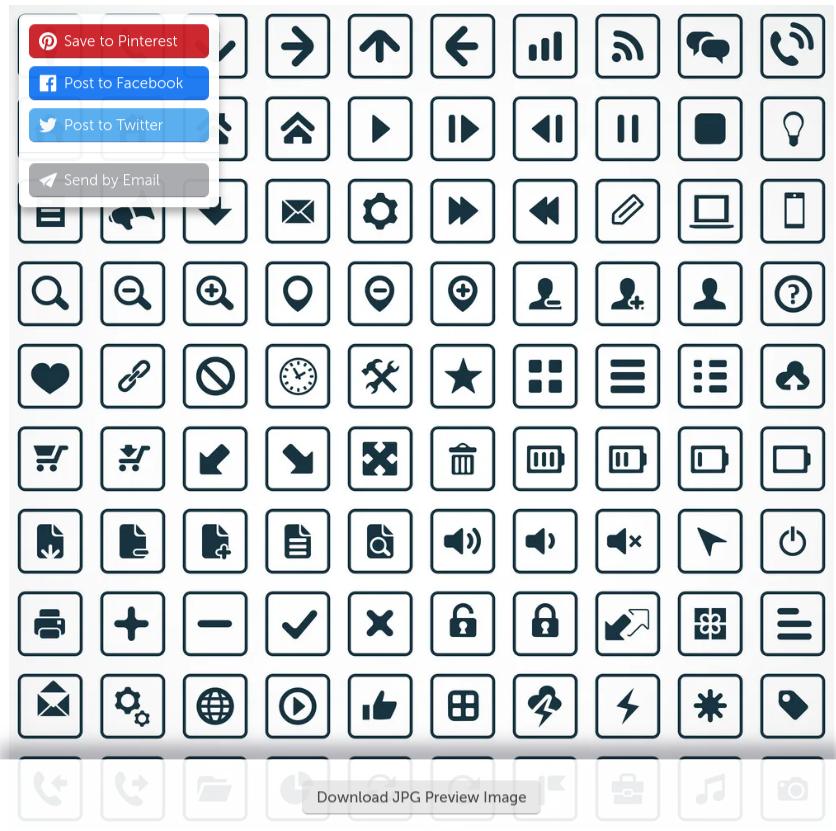 Save to Pinterest
Post to Facebook
Post to Twitter
Send by Email
Download JPG Preview Image